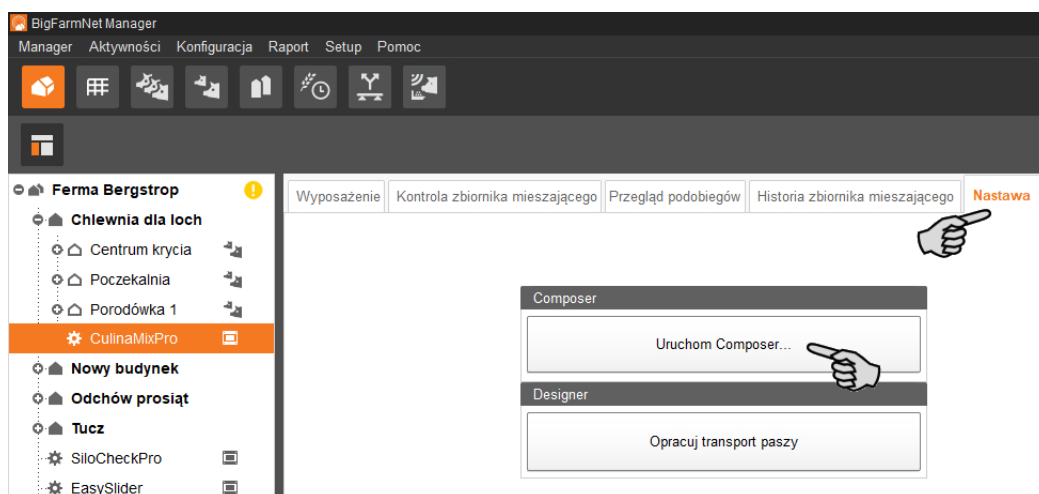 BigFarmNet Manager
Manager Aktywności Konfiguracja Raport Setup Pomoc
Ferma Bergstrop
Chlewnia dla loch
Centrum krycia
Poczekalnia
Porodówka 1
CulinaMixPro
Nowy budynek
Odchów prosiąt
Tucz
SiloCheckPro
EasySlider
Wyposażenie Kontrola zbiornika mieszającego Przegląd podobiegów Historia zbiornika mieszającego Nastawa
Composer
Uruchom Composer...
Designer
Opracuj transport paszy